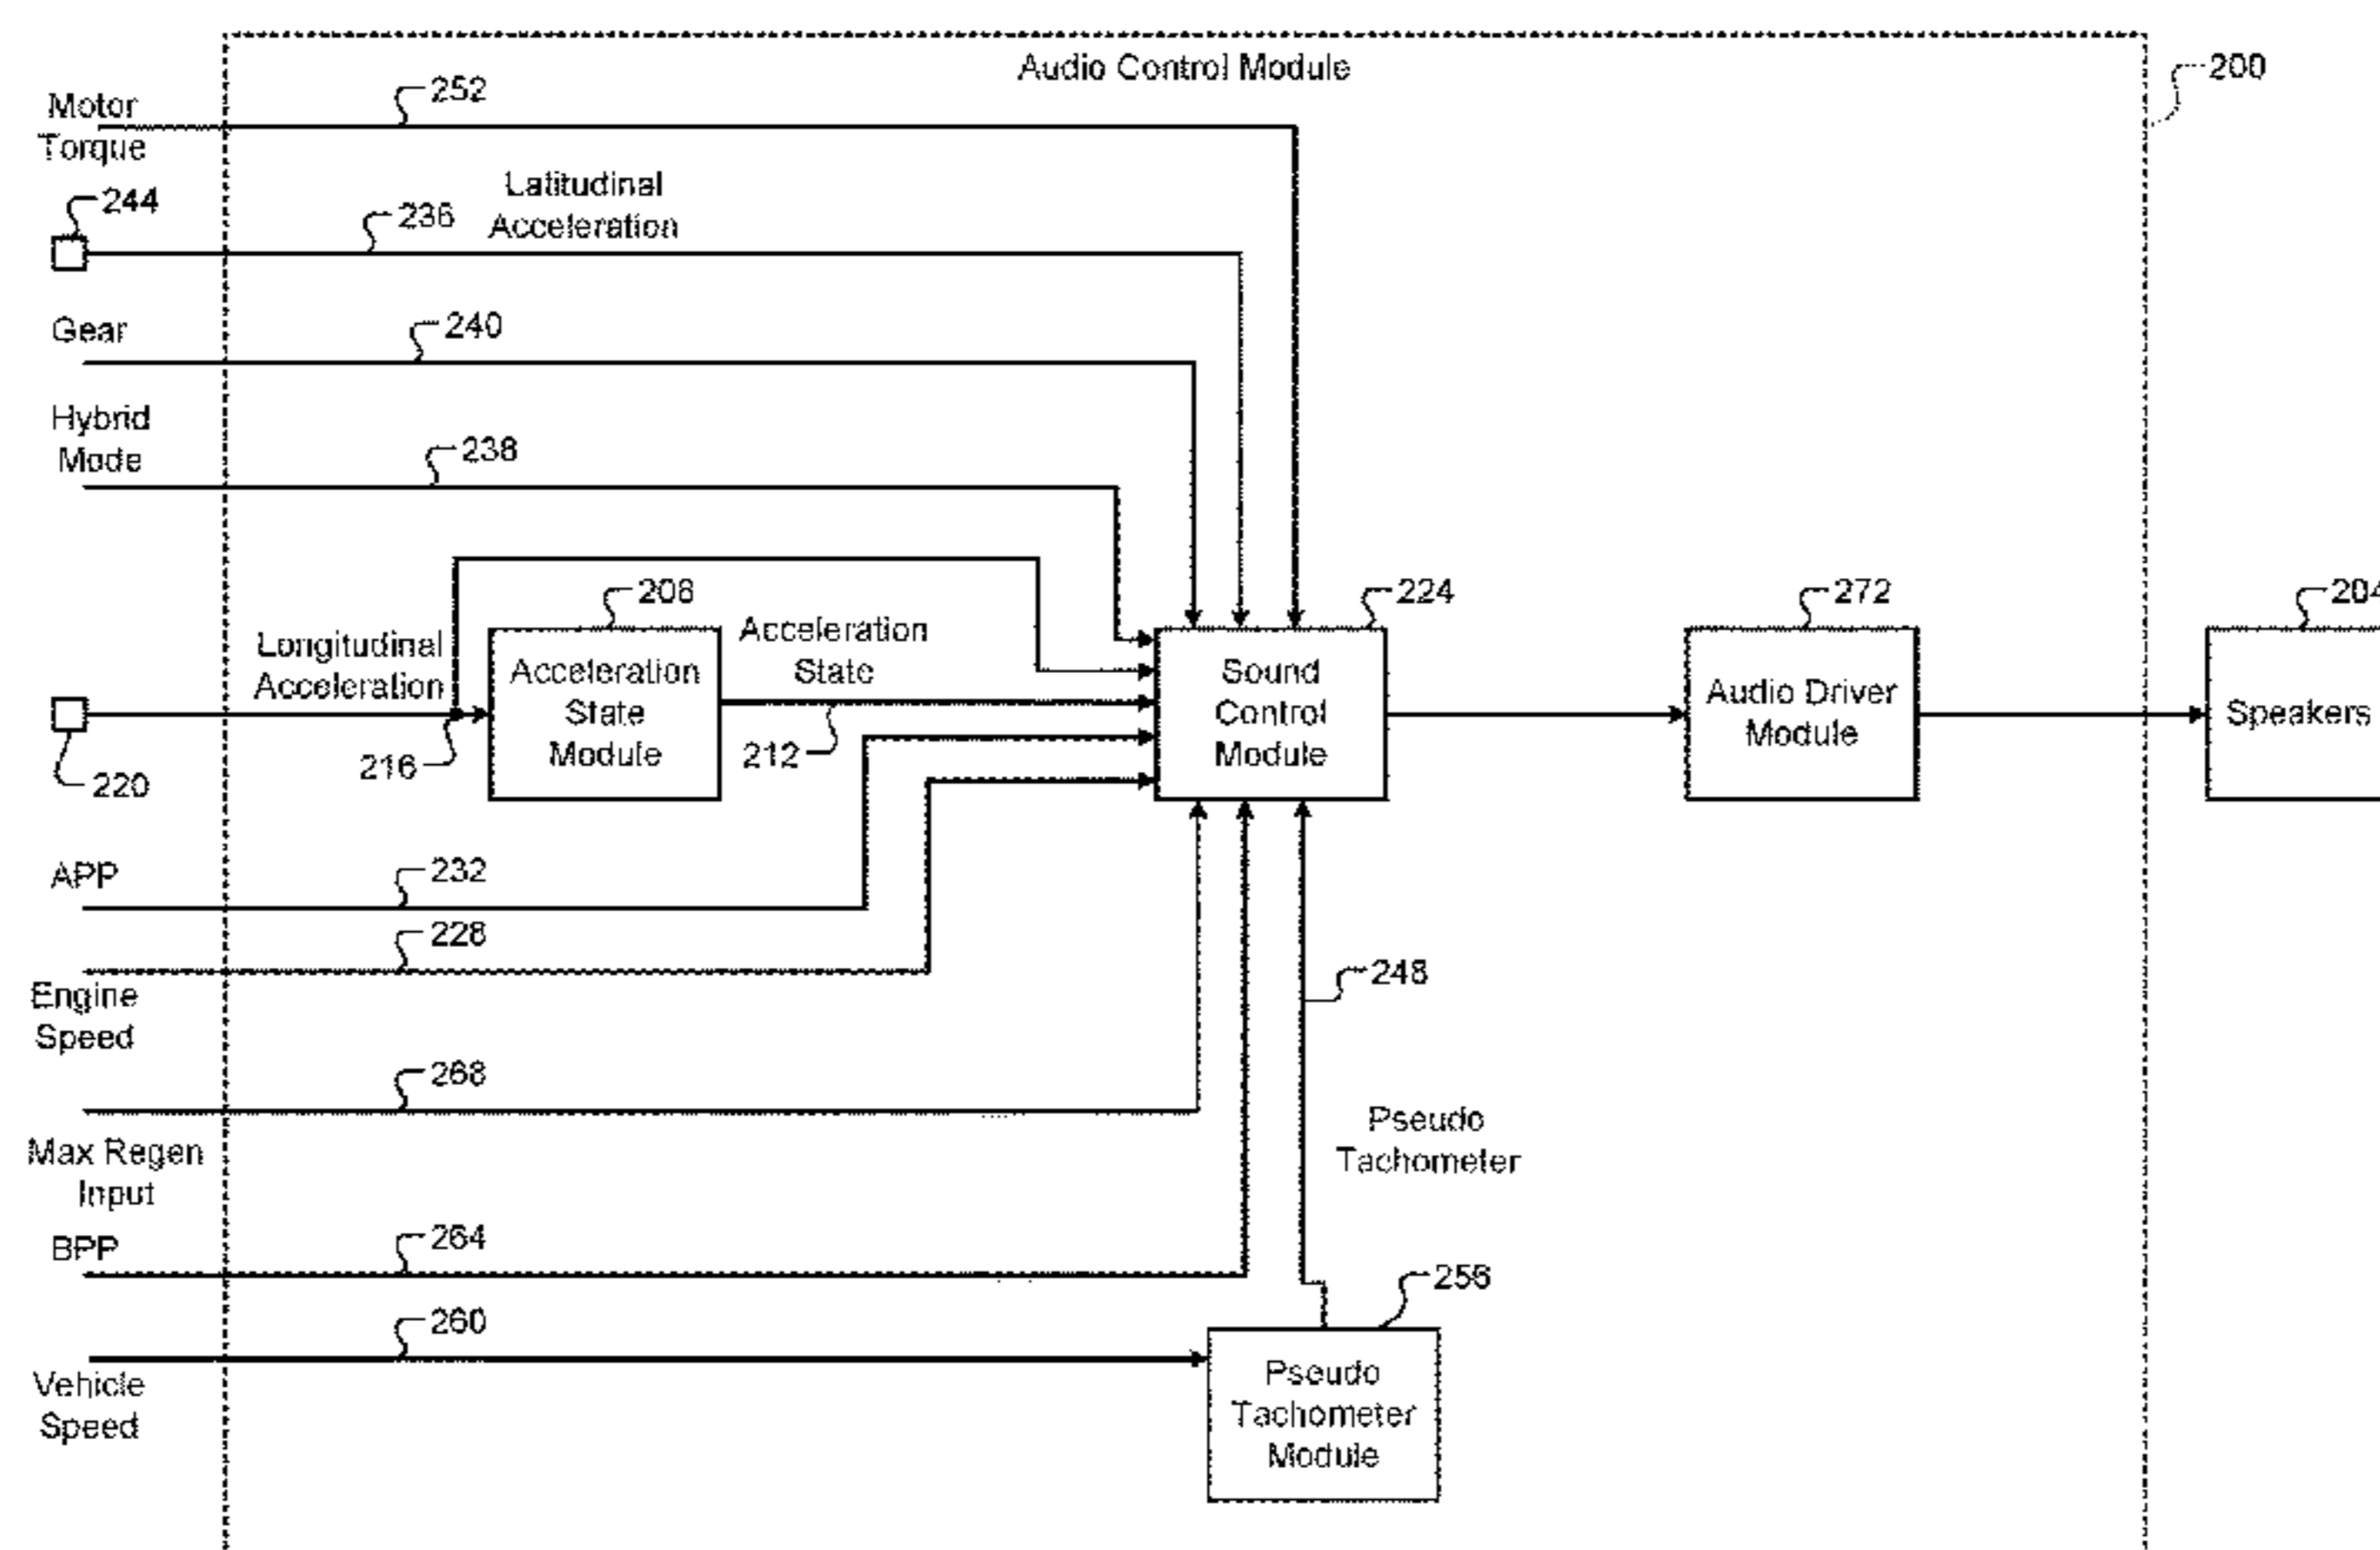 Audio Control Module
200
Motor
Torque
252
244
236
Latitudinal
Acceleration
Gear
240
Hybrid
Mode
238
Longitudinal
Acceleration
208
Acceleration
State
Module
Acceleration
State
212
216
220
224
Sound
Control
Module
272
Audio Driver
Module
204
Speakers
APP
232
228
Engine
Speed
248
268
Max Regen
Input
Pseudo
Tachometer
BPP
264
256
260
Vehicle
Speed
Pseudo
Tachometer
Module